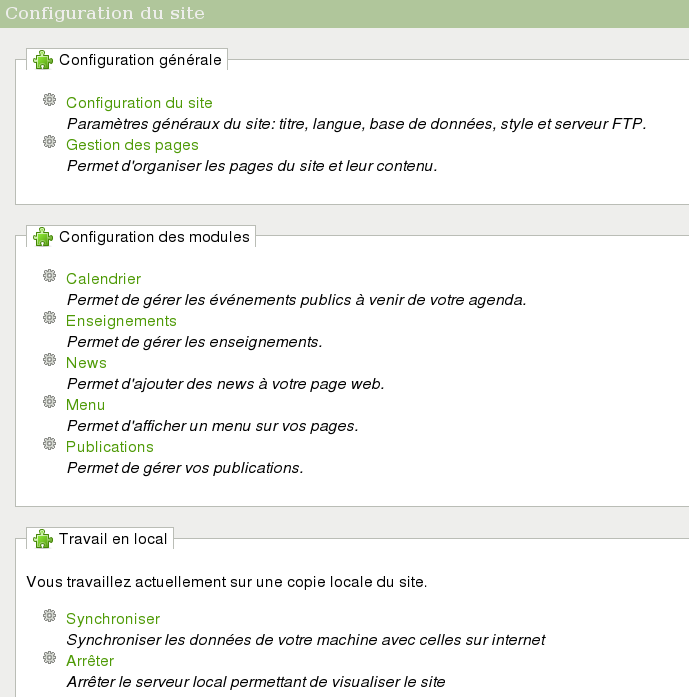 Configuration du site
Configuration générale
Configuration du site
Paramètres généraux du site: titre, langue, base de données, style et serveur FTP.
Gestion des pages
Permet d'organiser les pages du site et leur contenu.
Configuration des modules
Calendrier
Permet de gérer les événements publics à venir de votre agenda.
Enseignements
Permet de gérer les enseignements.
News
Permet d'ajouter des news à votre page web.
Menu
Permet d'afficher un menu sur vos pages.
Publications
Permet de gérer vos publications.
Travail en local
Vous travaillez actuellement sur une copie locale du site.
Synchroniser
Synchroniser les données de votre machine avec celles sur internet
Arrêter
Arrêter le serveur local permettant de visualiser le site